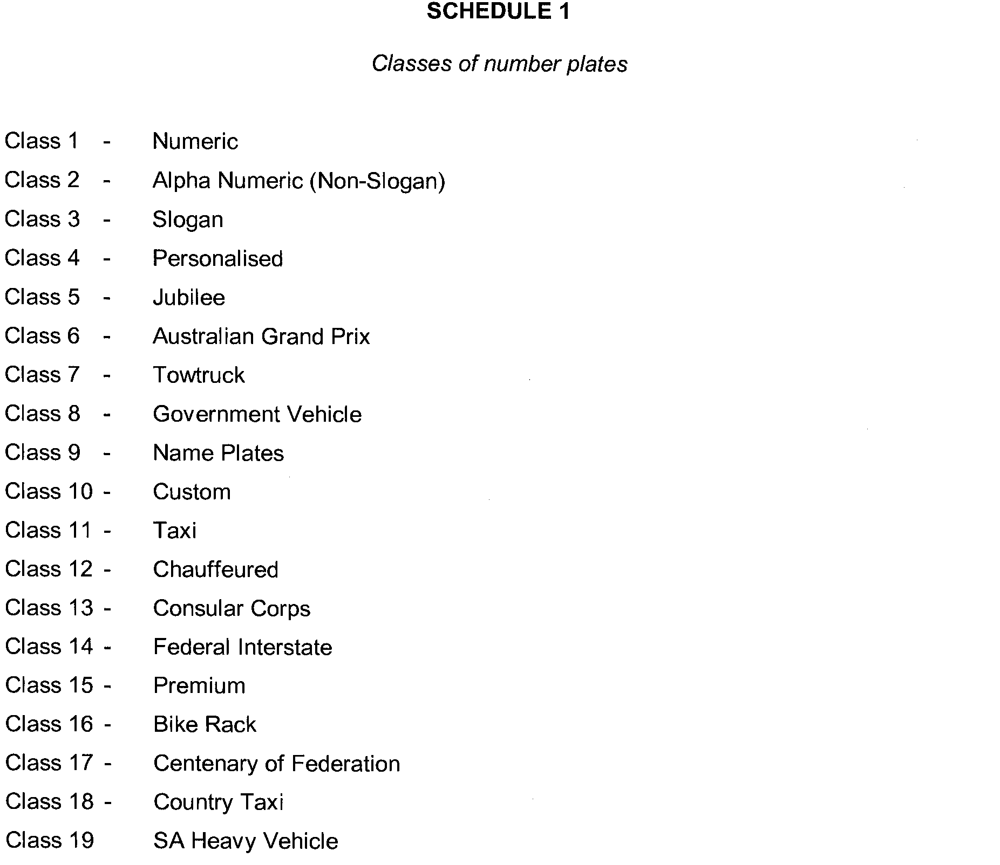 SCHEDULE 1
Classes of number plates
Class 1 - Numeric
Class 2 - Alpha Numeric (Non-Slogan)
Class 3 - Slogan
Class 4 - Personalised
Class 5 - Jubilee
Class 6 - Australian Grand Prix
Class 7 - Towtruck
Class 8 - Government Vehicle
Class 9 - Name Plates
Class 10 - Custom
Class 11 - Taxi
Class 12 - Chauffeured
Class 13 - Consular Corps
Class 14 - Federal Interstate
Class 15 - Premium
Class 16 - Bike Rack
Class 17 - Centenary of Federation
Class 18 - Country Taxi
Class 19 SA Heavy Vehicle